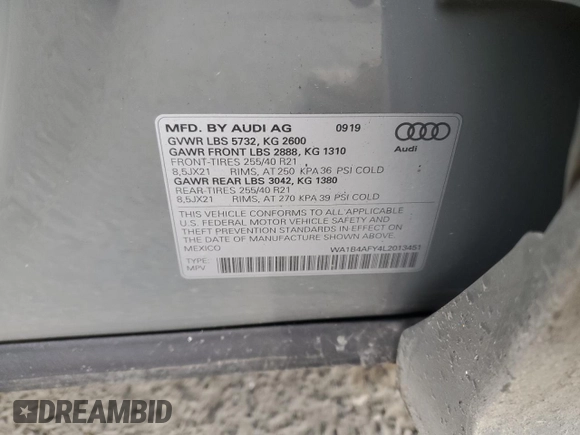 MFD. BY AUDI AG 0919
GVWR LBS 5732, KG 2600
GAWR FRONT LBS 2888, KG 1310
FRONT-TIRES 255/40 R21
8,5JX21 RIMS, AT 250 KPA 36 PSI COLD
GAWR REAR LBS 3042, KG 1380
REAR-TIRES 255/40 R21
8,5JX21 RIMS, AT 270 KPA 39 PSI COLD
THIS VEHICLE CONFORMS TO ALL APPLICABLE
U.S. FEDERAL MOTOR VEHICLE SAFETY AND
THEFT PREVENTION STANDARDS IN-EFFECT ON
THE DATE OF MANUFACTURE SHOWN ABOVE.
MEXICO
WA1B4AFY4L2013451
TYPE:
MPV
Audi
DREAMBID